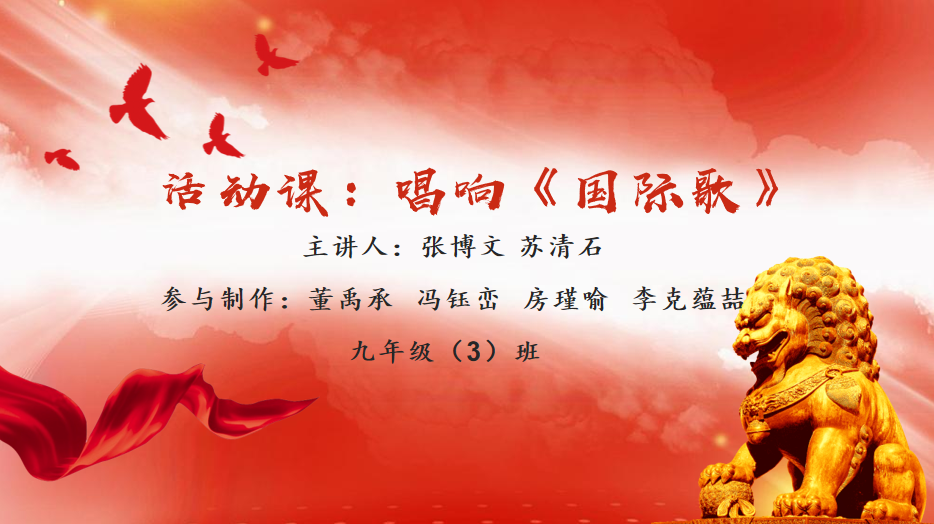 活动课：唱响《国际歌》
主讲人：张博文 苏清石
参与制作：董禹承 冯钰峦 房瑾喻 李克蕴喆
九年级（3）班